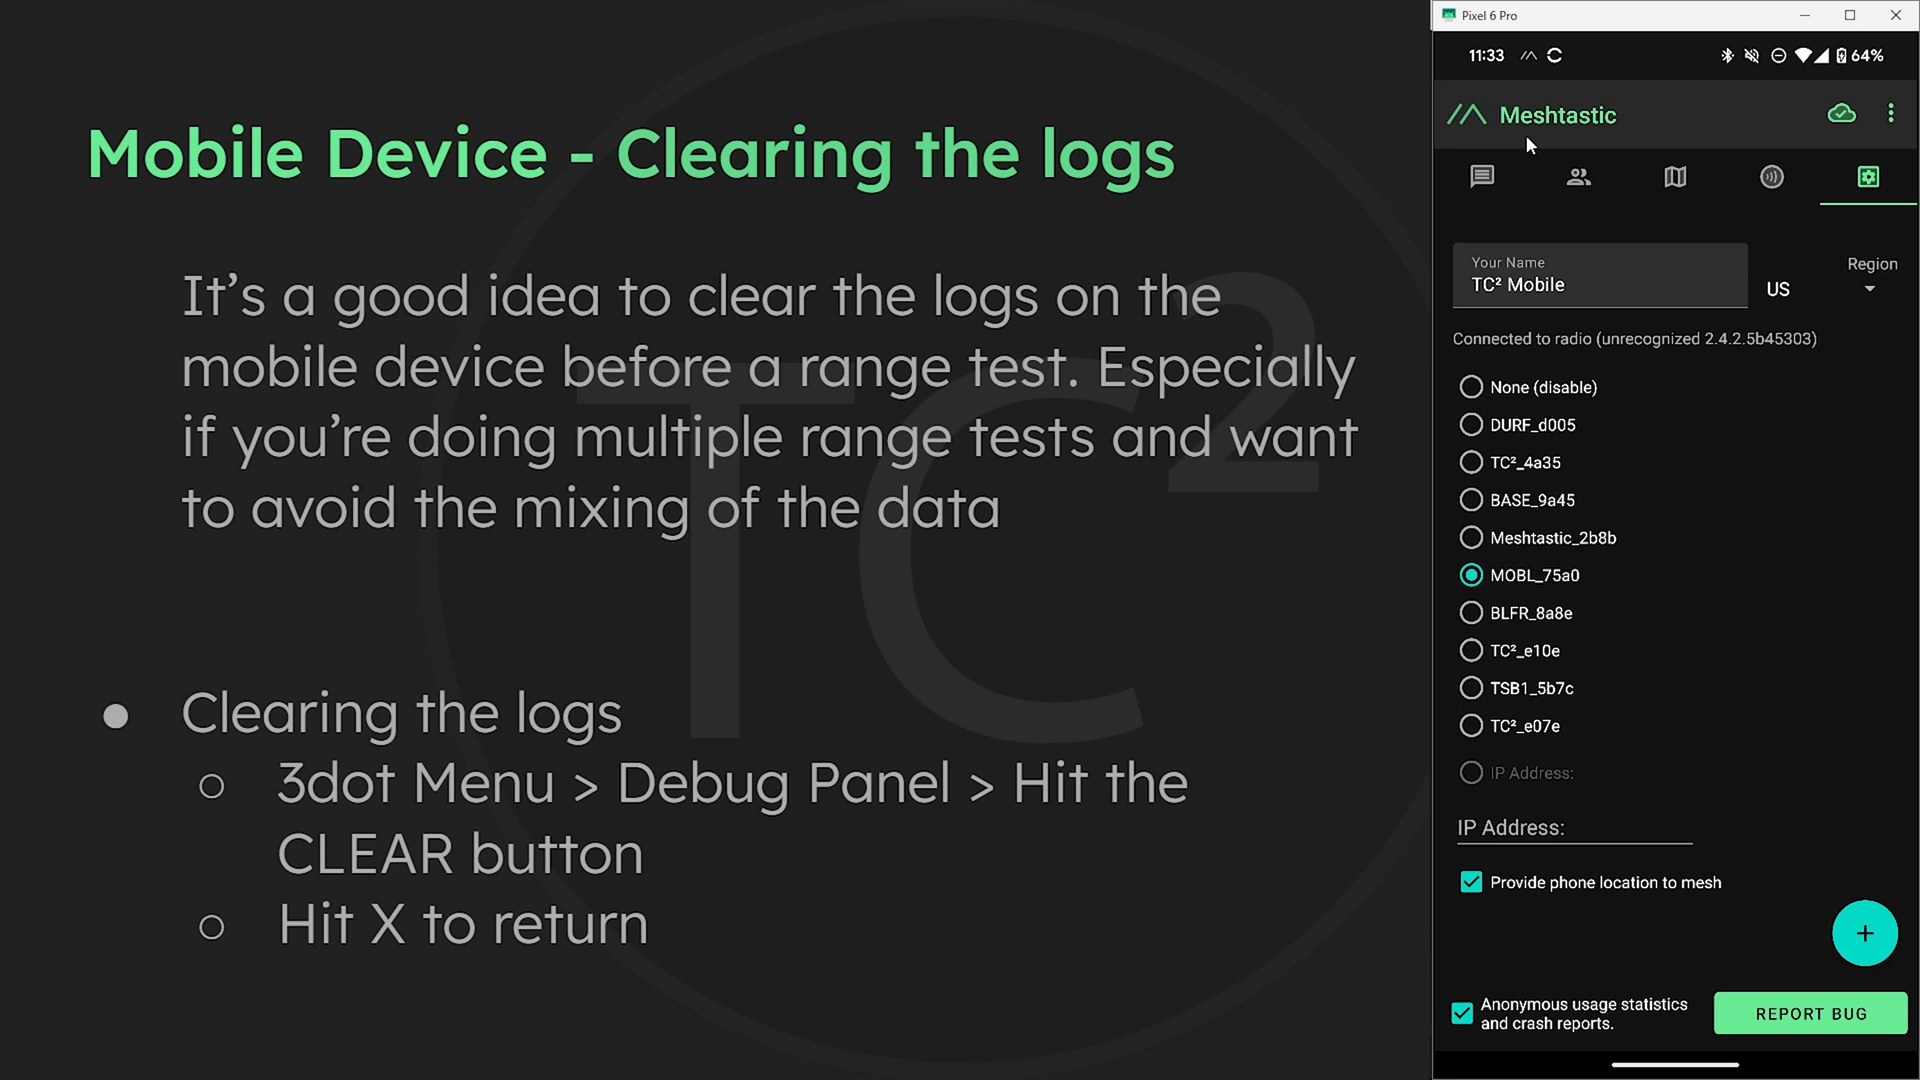 Mobile Device - Clearing the logs
It’s a good idea to clear the logs on the
mobile device before a range test. Especially
if you’re doing multiple range tests and want
to avoid the mixing of the data
● Clearing the logs
○ 3dot Menu > Debug Panel > Hit the
CLEAR button
○ Hit X to return
TC²
Pixel 6 Pro
11:33
64%
Meshtastic
Your Name
TC² Mobile
US
Region
Connected to radio (unrecognized 2.4.2.5b45303)
None (disable)
DURF_d005
TC²_4a35
BASE_9a45
Meshtastic_2b8b
MOBL_75a0
BLFR_8a8e
TC²_e10e
TSB1_5b7c
TC²_e07e
IP Address:
IP Address:
Provide phone location to mesh
+
Anonymous usage statistics
and crash reports.
REPORT BUG